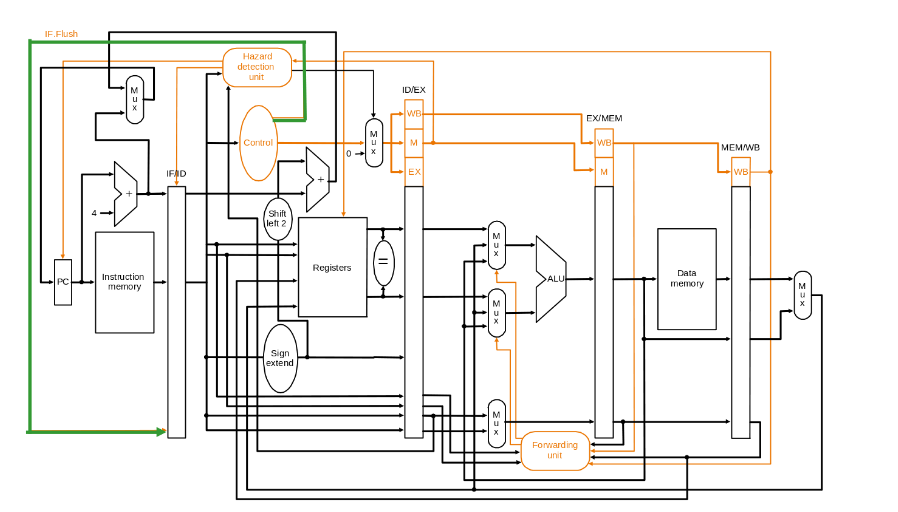 IF.Flush
Hazard
detection
unit
M
u
x
ID/EX
WB
EX/MEM
Control
M
u
x
0
M
WB
MEM/WB
IF/ID
EX
M
WB
+
+
4
Shift
left 2
M
u
x
PC
Instruction
memory
Registers
=
ALU
Data
memory
M
u
x
M
u
x
Sign
extend
M
u
x
Forwarding
unit